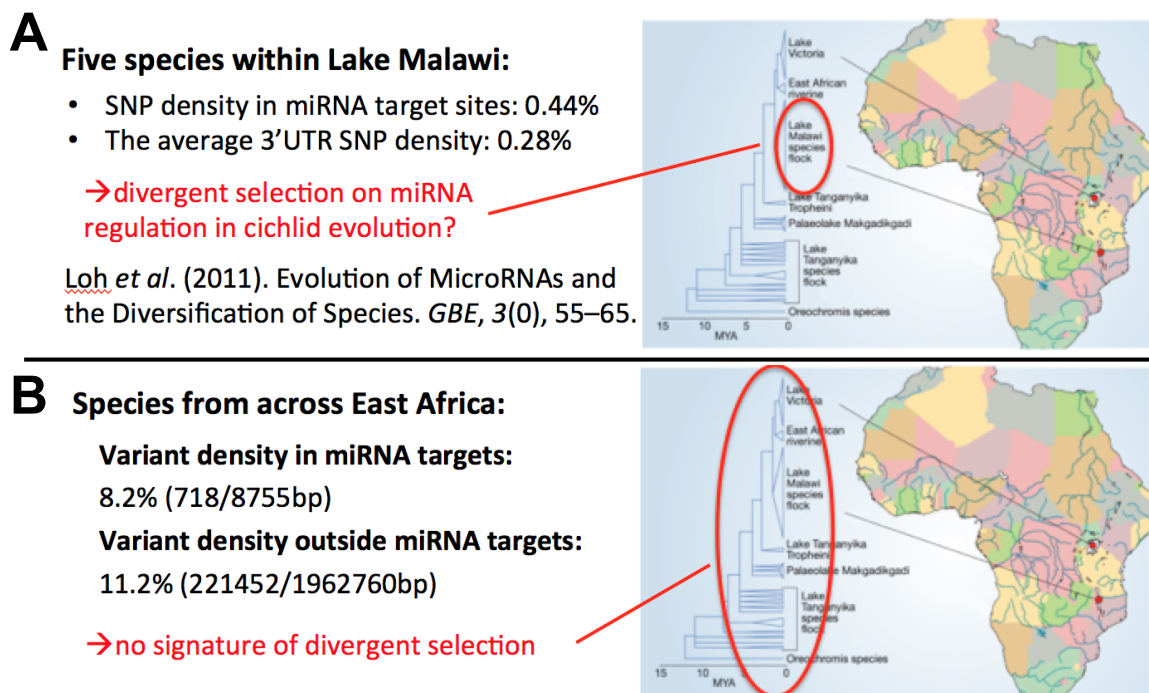 A
Five species within Lake Malawi:
• SNP density in miRNA target sites: 0.44%
• The average 3’UTR SNP density: 0.28%
→divergent selection on miRNA
regulation in cichlid evolution?
Loh et al. (2011). Evolution of MicroRNAs and
the Diversification of Species. GBE, 3(0), 55–65.
Lake
Victoria
East African
riverine
Lake
Malawi
species
flock
Lake Tanganyika
Tropheini
Palaeolake Makgadikgadi
Lake
Tanganyika
species
flock
Oreochromis species
15 10 5 0
MYA
B
Species from across East Africa:
Variant density in miRNA targets:
8.2% (718/8755bp)
Variant density outside miRNA targets:
11.2% (221452/1962760bp)
→no signature of divergent selection
Lake
Victoria
East African
riverine
Lake
Malawi
species
flock
Lake Tanganyika
Tropheini
Palaeolake Makgadikgadi
Lake
Tanganyika
species
flock
Oreochromis species
15 10 5 0
MYA